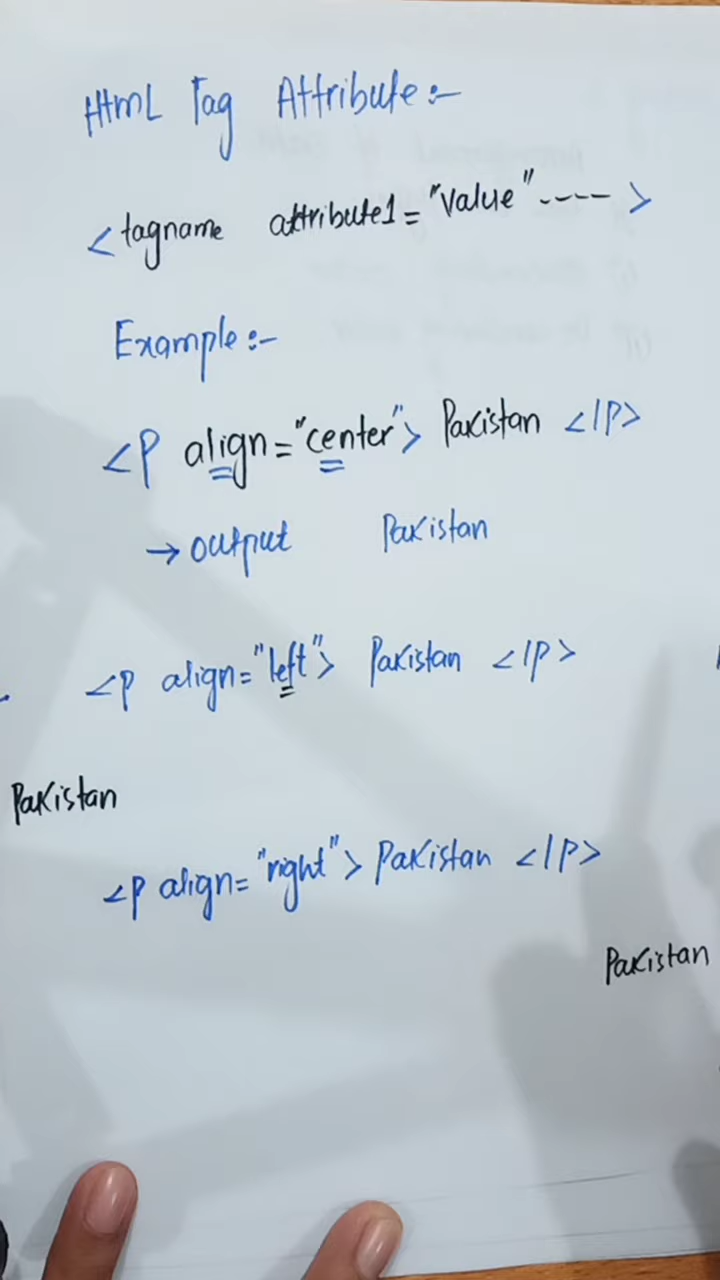 HtmL Tag Attribute:-
<tagname attribute1="value"---->
Example:-
<P align="center"> Pakistan </P>
→ output Pakistan
<p align="left"> Pakistan </p>
Pakistan
<p align="right"> Pakistan </p>
Pakistan